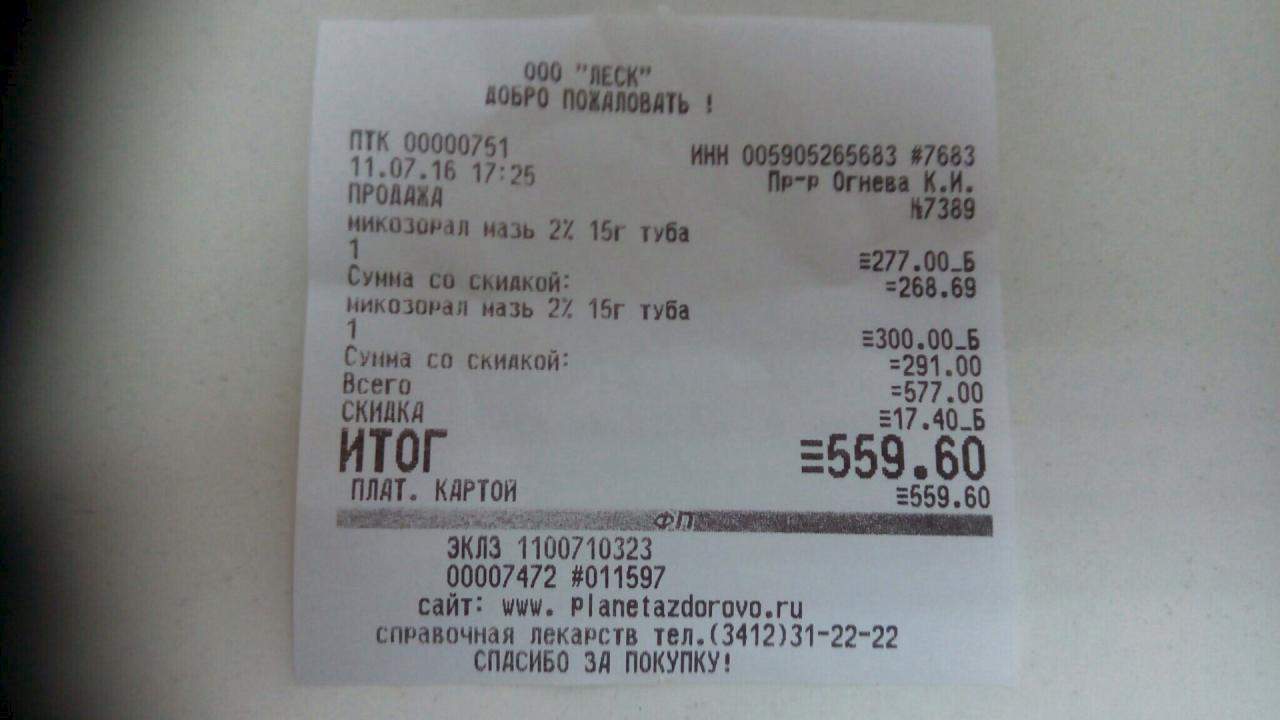 ООО "ЛЕСК"
ДОБРО ПОЖАЛОВАТЬ !
ПТК 00000751 ИНН 005905265683 #7683
11.07.16 17:25 Пр-р Огнева К.И.
ПРОДАЖА №7389
микозорал мазь 2% 15г туба
1 ≡277.00_Б
Сумма со скидкой: =268.69
микозорал мазь 2% 15г туба
1 ≡300.00_Б
Сумма со скидкой: =291.00
Всего =577.00
СКИДКА ≡17.40_Б
ИТОГ ≡559.60
ПЛАТ. КАРТОЙ ≡559.60
ФП
ЭКЛЗ 1100710323
00007472 #011597
сайт: www. planetazdorovo.ru
справочная лекарств тел.(3412)31-22-22
СПАСИБО ЗА ПОКУПКУ!